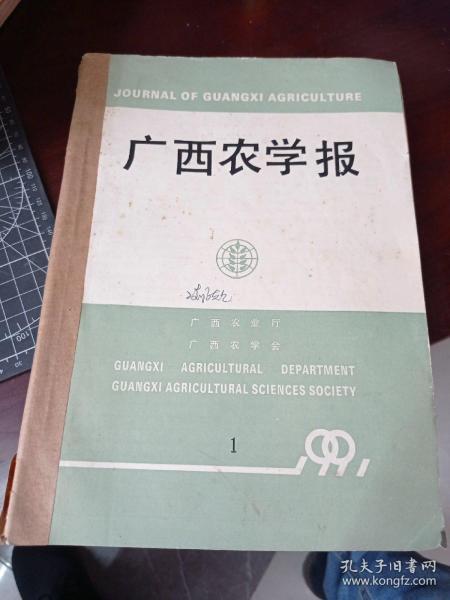 JOURNAL OF GUANGXI AGRICULTURE
广西农学报
广西农业厅
广西农学会
GUANGXI AGRICULTURAL DEPARTMENT
GUANGXI AGRICULTURAL SCIENCES SOCIETY
1
1991
孔夫子旧书网
www.kongfz.com